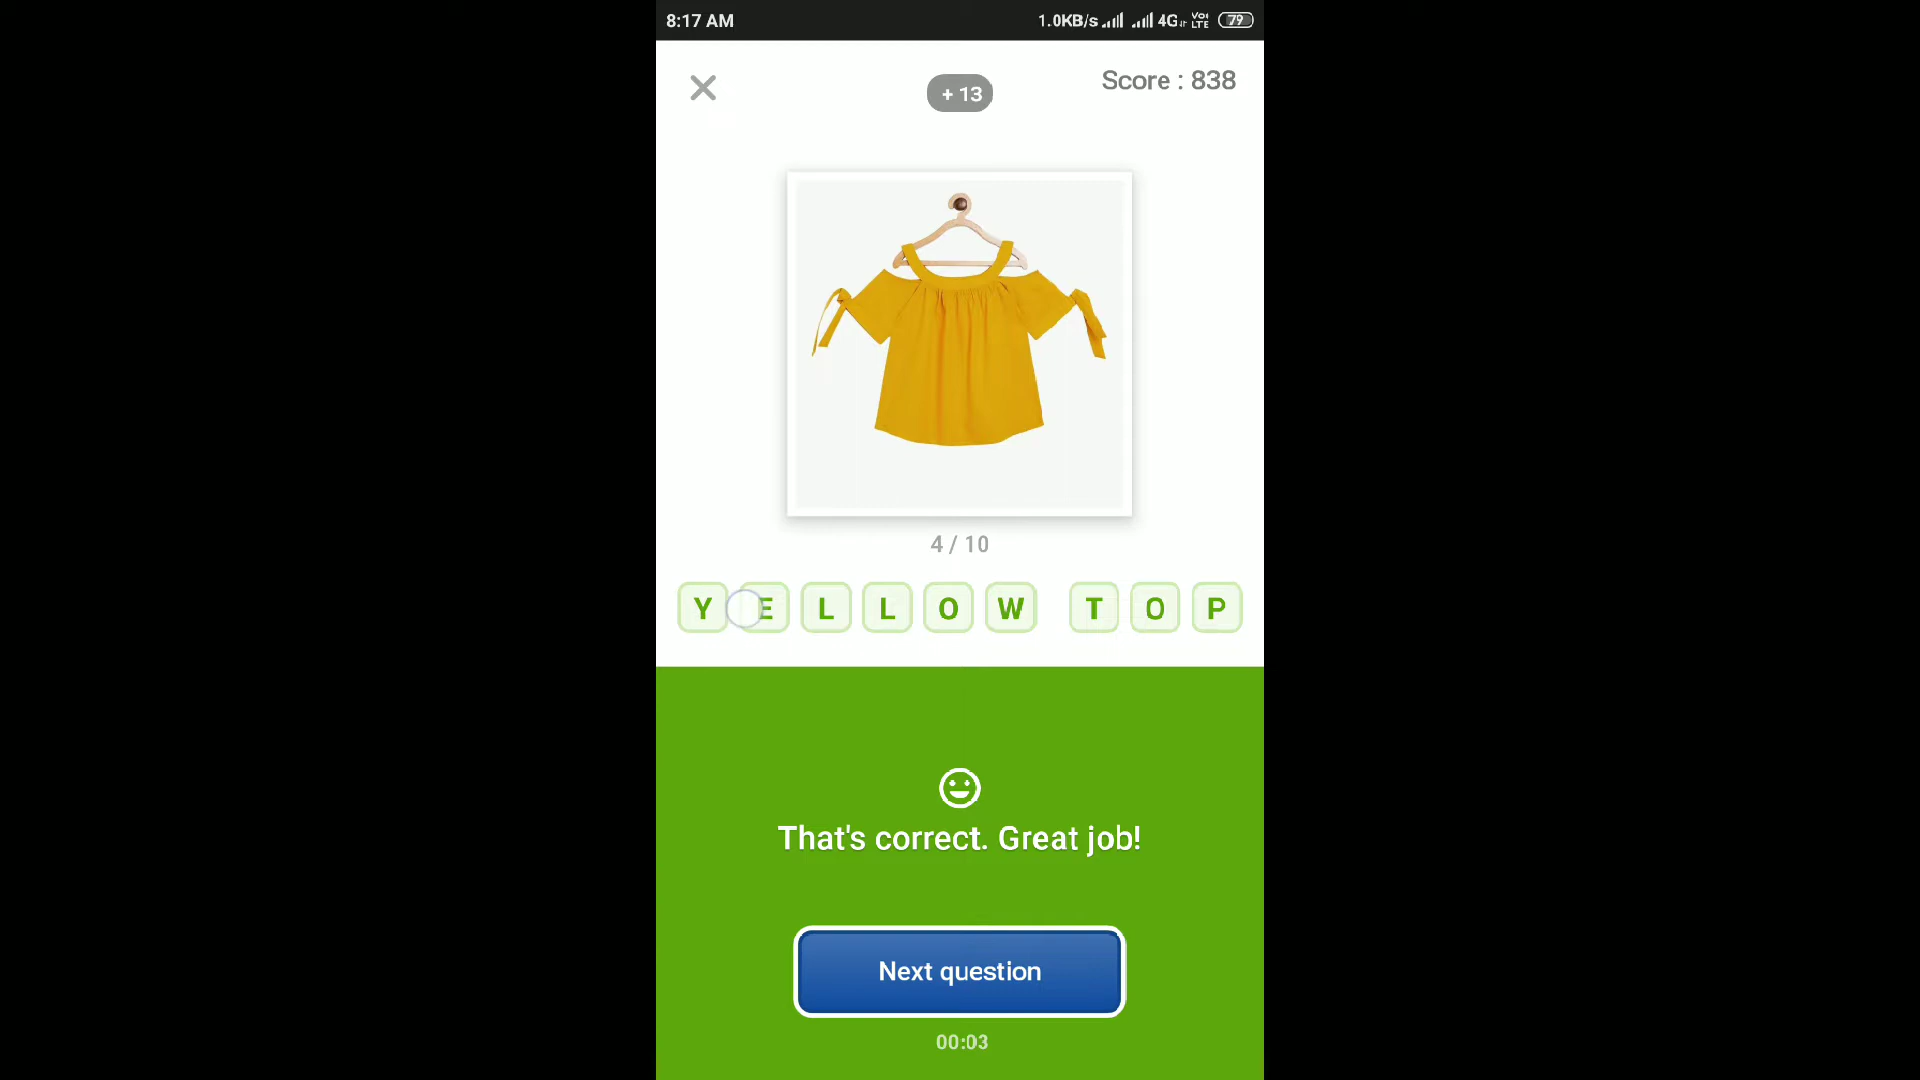 8:17 AM 1.0KB/s 4G VoLTE 79
+ 13
Score : 838
4 / 10
Y E L L O W T O P
That's correct. Great job!
Next question
00:03